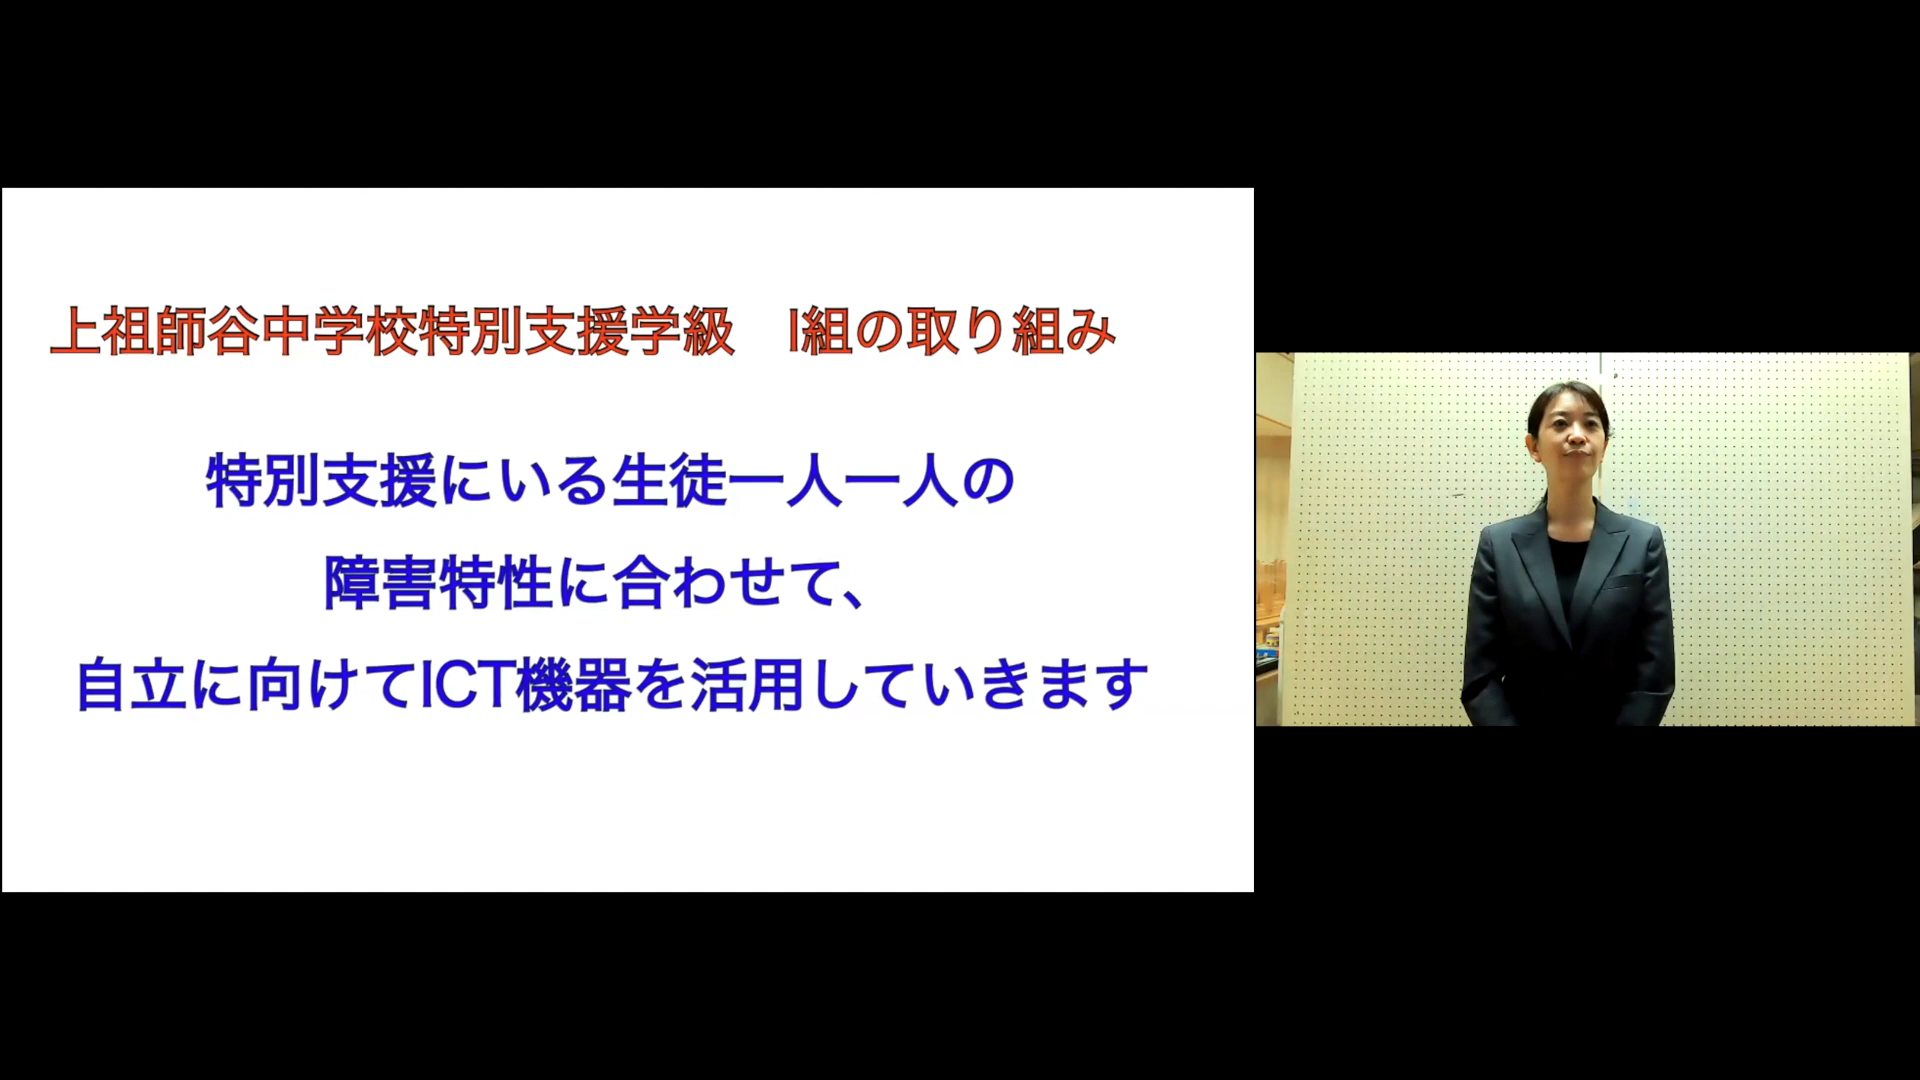 上祖師谷中学校特別支援学級　I組の取り組み
特別支援にいる生徒一人一人の
障害特性に合わせて、
自立に向けてICT機器を活用していきます